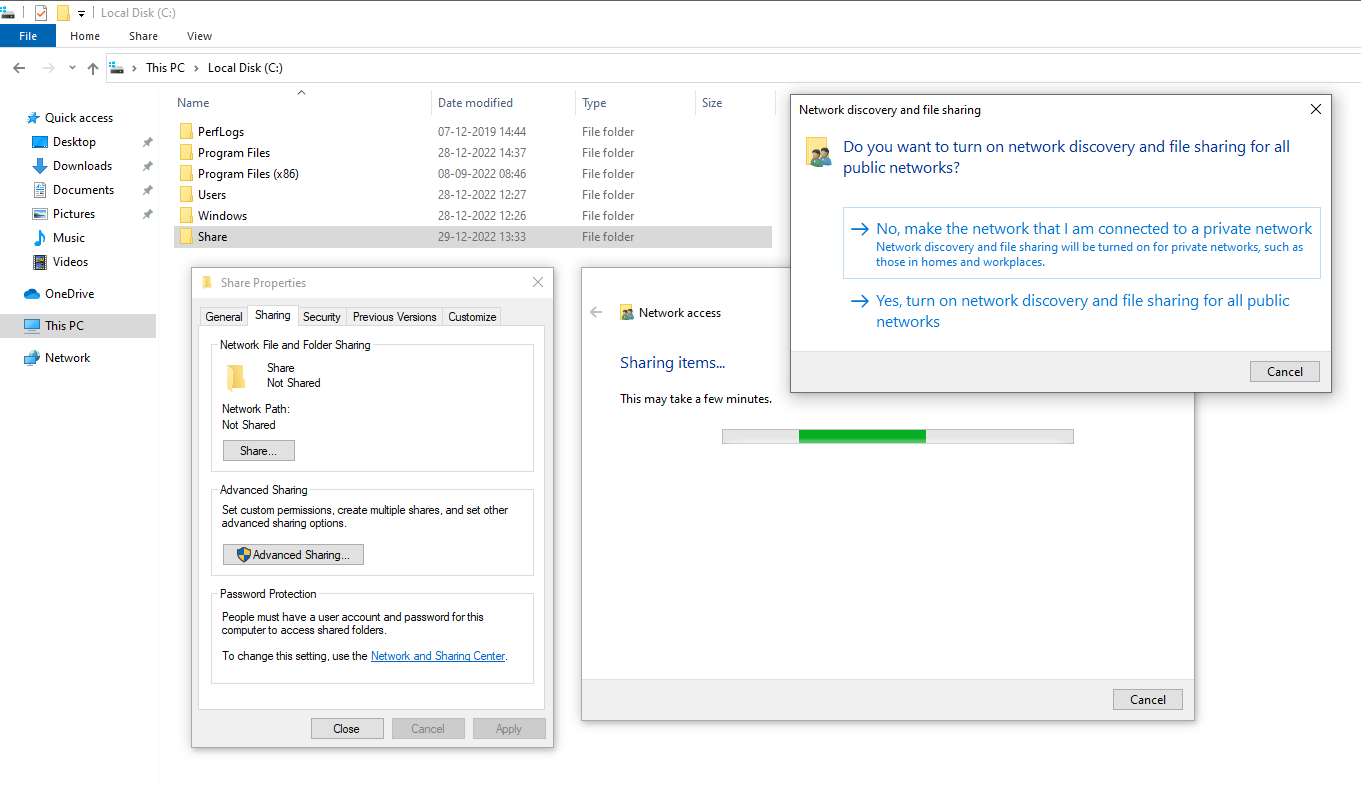 Local Disk (C:)
File Home Share View
This PC Local Disk (C:)
Name Date modified Type Size
Quick access
Desktop
Downloads
Documents
Pictures
Music
Videos
OneDrive
This PC
Network
PerfLogs 07-12-2019 14:44 File folder
Program Files 28-12-2022 14:37 File folder
Program Files (x86) 08-09-2022 08:46 File folder
Users 28-12-2022 12:27 File folder
Windows 28-12-2022 12:26 File folder
Share 29-12-2022 13:33 File folder
Share Properties
General Sharing Security Previous Versions Customize
Network File and Folder Sharing
Share
Not Shared
Network Path:
Not Shared
Share...
Advanced Sharing
Set custom permissions, create multiple shares, and set other
advanced sharing options.
Advanced Sharing...
Password Protection
People must have a user account and password for this
computer to access shared folders.
To change this setting, use the Network and Sharing Center.
Close Cancel Apply
Network access
Sharing items...
This may take a few minutes.
Cancel
Network discovery and file sharing
Do you want to turn on network discovery and file sharing for all
public networks?
No, make the network that I am connected to a private network
Network discovery and file sharing will be turned on for private networks, such as
those in homes and workplaces.
Yes, turn on network discovery and file sharing for all public
networks
Cancel